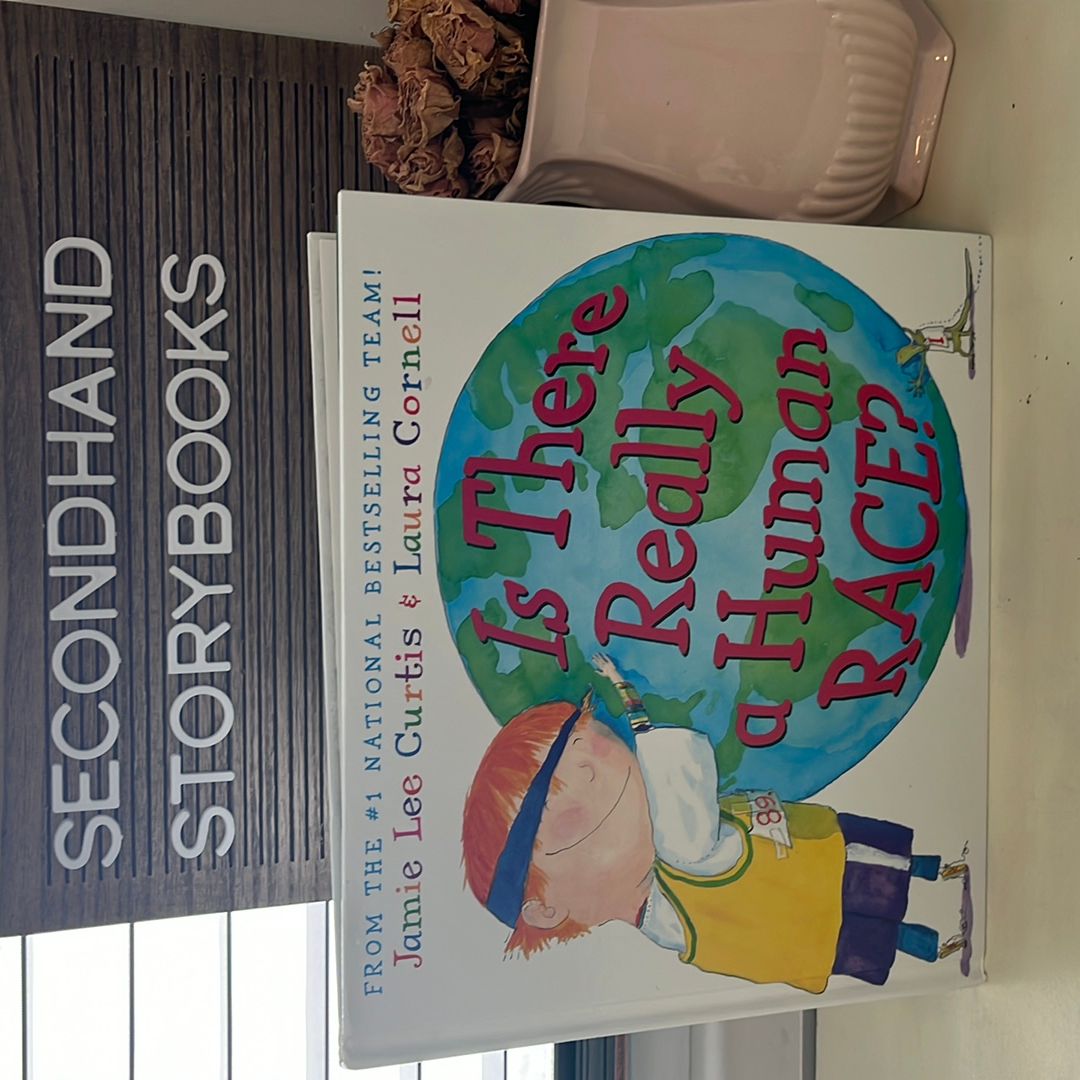 SECONDHAND
STORYBOOKS
FROM THE #1 NATIONAL BESTSELLING TEAM!
Jamie Lee Curtis & Laura Cornell
Is There
Really
a Human
RACE?
89
1